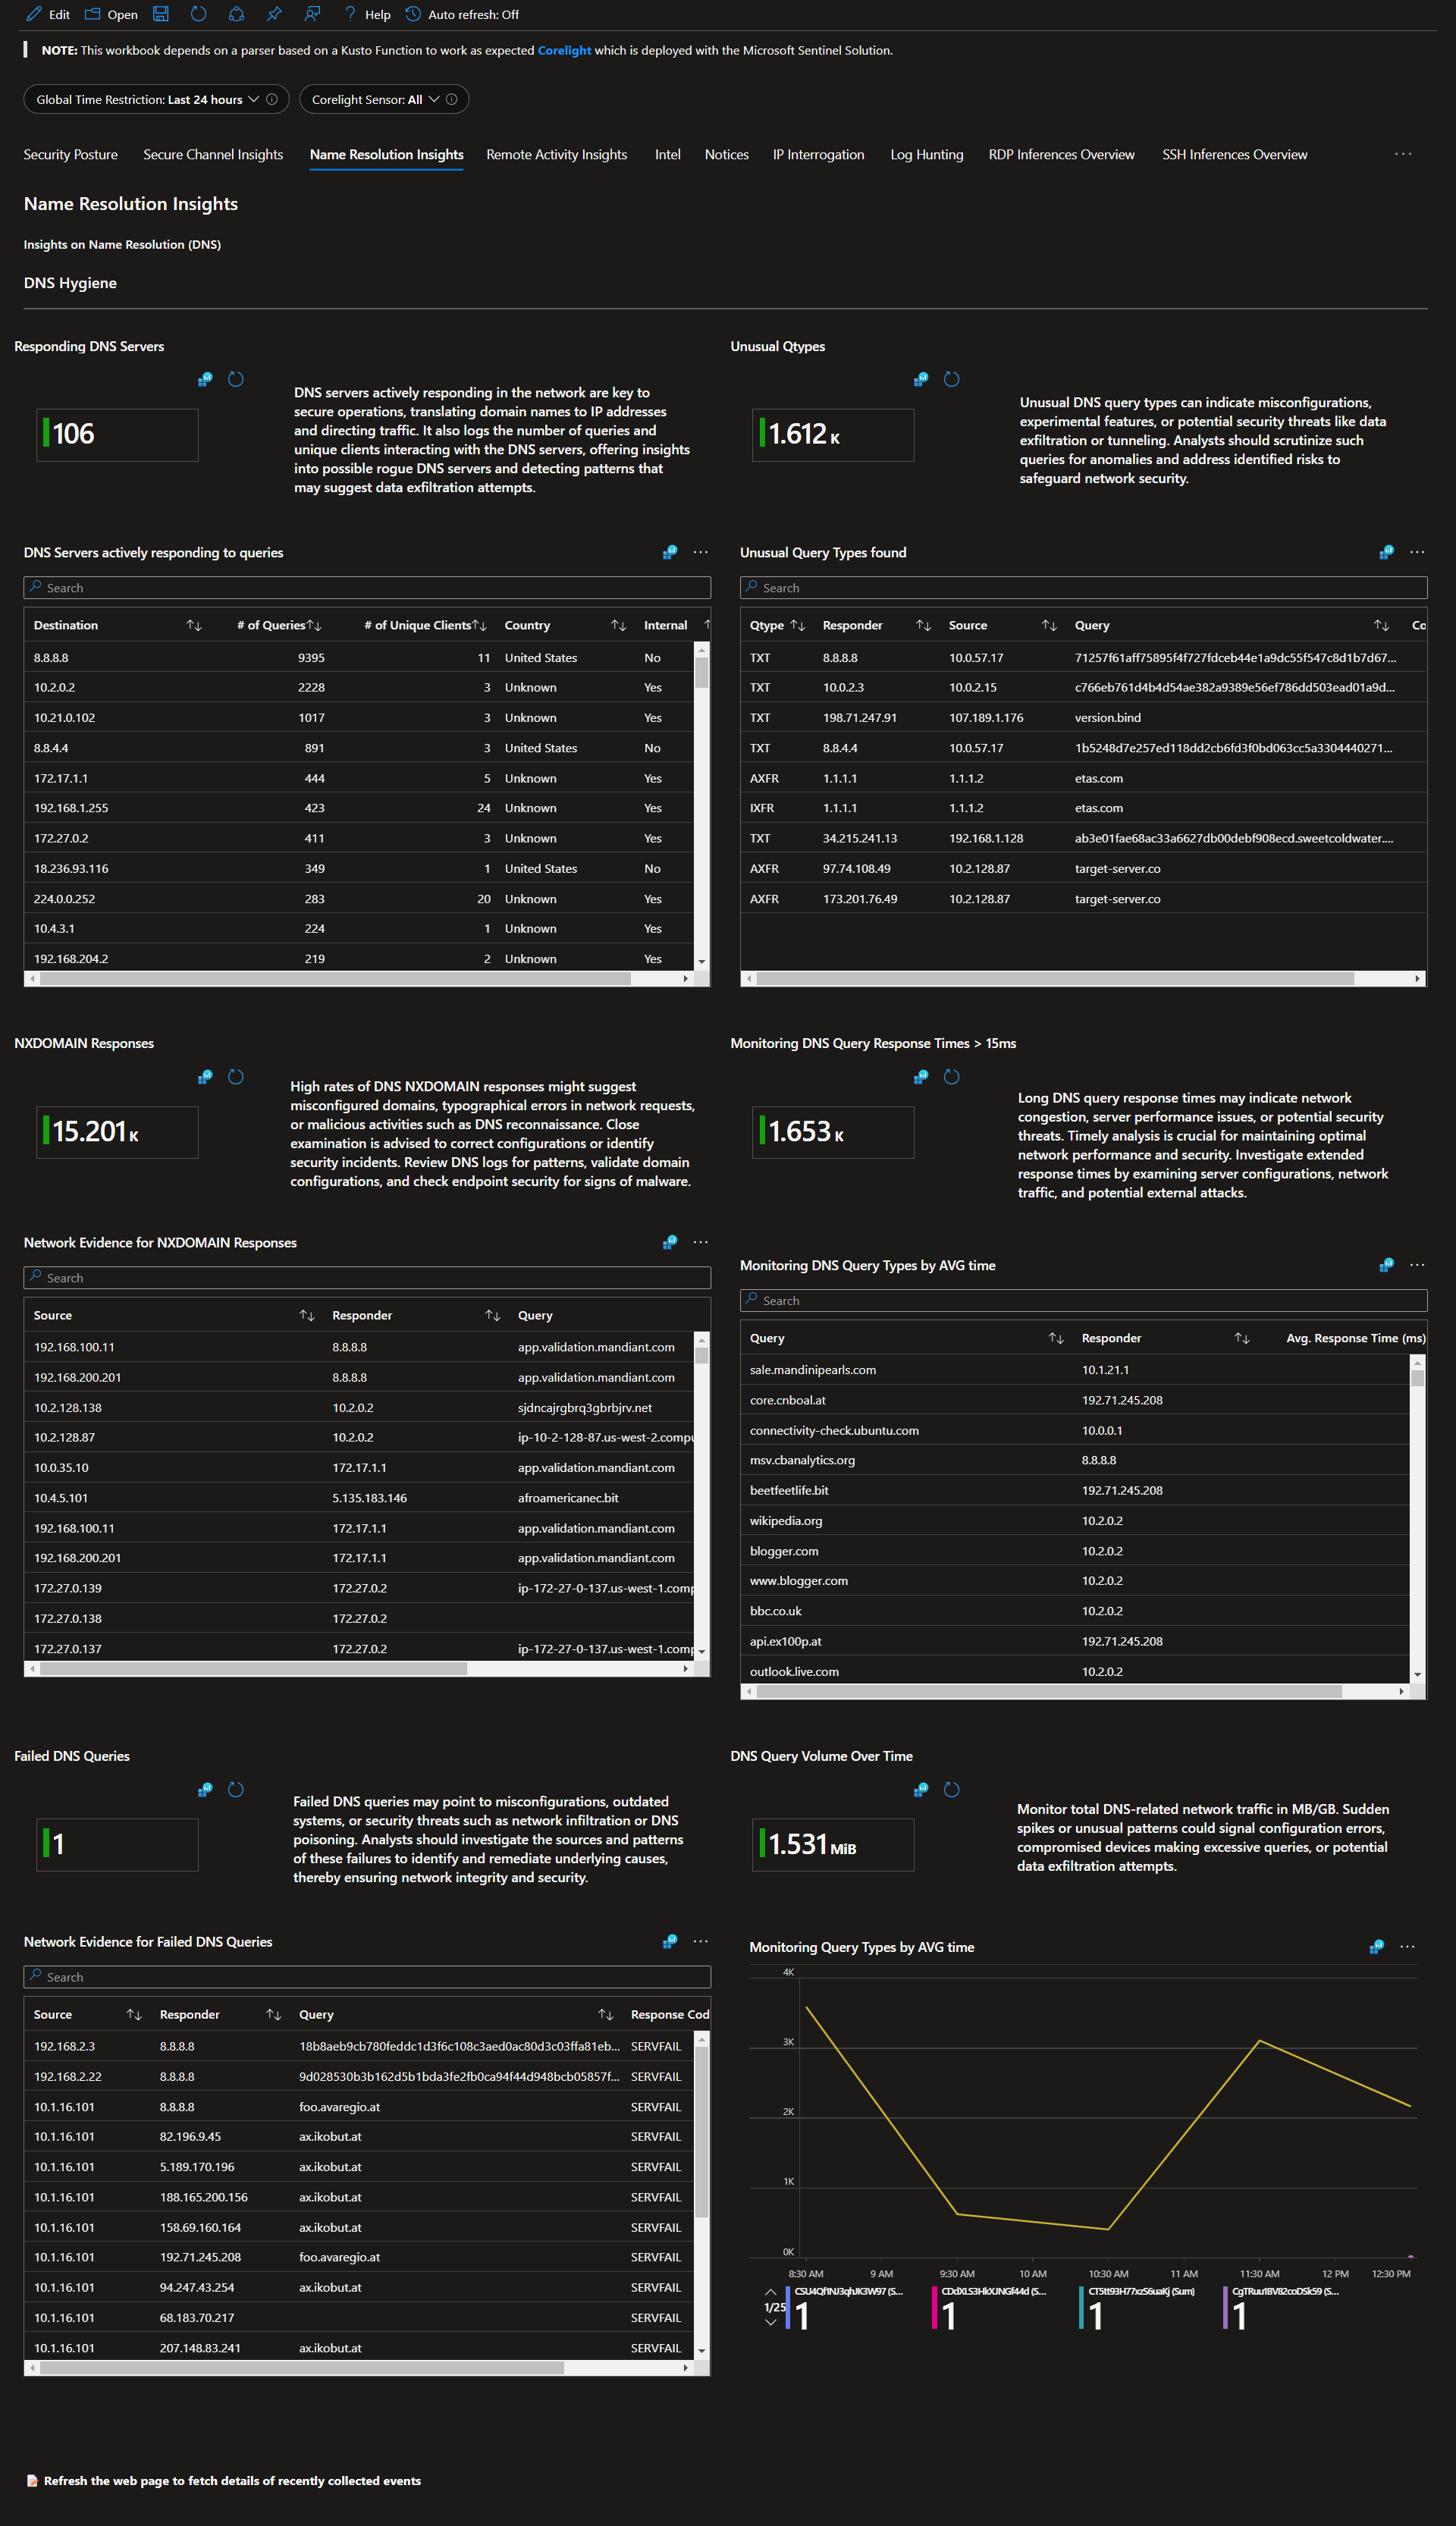 Edit Open Help Auto refresh: Off
NOTE: This workbook depends on a parser based on a Kusto Function to work as expected Corelight which is deployed with the Microsoft Sentinel Solution.
Global Time Restriction: Last 24 hours Corelight Sensor: All
Security Posture Secure Channel Insights Name Resolution Insights Remote Activity Insights Intel Notices IP Interrogation Log Hunting RDP Inferences Overview SSH Inferences Overview ...
Name Resolution Insights
Insights on Name Resolution (DNS)
DNS Hygiene
Responding DNS Servers
106
DNS servers actively responding in the network are key to
secure operations, translating domain names to IP addresses
and directing traffic. It also logs the number of queries and
unique clients interacting with the DNS servers, offering insights
into possible rogue DNS servers and detecting patterns that
may suggest data exfiltration attempts.
Unusual Qtypes
1.612 K
Unusual DNS query types can indicate misconfigurations,
experimental features, or potential security threats like data
exfiltration or tunneling. Analysts should scrutinize such
queries for anomalies and address identified risks to
safeguard network security.
DNS Servers actively responding to queries
Search
Destination # of Queries # of Unique Clients Country Internal
8.8.8.8 9395 11 United States No
10.2.0.2 2228 3 Unknown Yes
10.21.0.102 1017 3 Unknown Yes
8.8.4.4 891 3 United States No
172.17.1.1 444 5 Unknown Yes
192.168.1.255 423 24 Unknown Yes
172.27.0.2 411 3 Unknown Yes
18.236.93.116 349 1 United States No
224.0.0.252 283 20 Unknown Yes
10.4.3.1 224 1 Unknown Yes
192.168.204.2 219 2 Unknown Yes
Unusual Query Types found
Search
Qtype Responder Source Query Co
TXT 8.8.8.8 10.0.57.17 71257f61aff75895f4f727fdceb44e1a9dc55f547c8d1b7d67...
TXT 10.0.2.3 10.0.2.15 c766eb761d4b4d54ae382a9389e56ef786dd503ead01a9d...
TXT 198.71.247.91 107.189.1.176 version.bind
TXT 8.8.4.4 10.0.57.17 1b5248d7e257ed118dd2cb6fd3f0bd063cc5a3304440271...
AXFR 1.1.1.1 1.1.1.2 etas.com
IXFR 1.1.1.1 1.1.1.2 etas.com
TXT 34.215.241.13 192.168.1.128 ab3e01fae68ac33a6627db00debf908ecd.sweetcoldwater....
AXFR 97.74.108.49 10.2.128.87 target-server.co
AXFR 173.201.76.49 10.2.128.87 target-server.co
NXDOMAIN Responses
15.201 K
High rates of DNS NXDOMAIN responses might suggest
misconfigured domains, typographical errors in network requests,
or malicious activities such as DNS reconnaissance. Close
examination is advised to correct configurations or identify
security incidents. Review DNS logs for patterns, validate domain
configurations, and check endpoint security for signs of malware.
Monitoring DNS Query Response Times > 15ms
1.653 K
Long DNS query response times may indicate network
congestion, server performance issues, or potential security
threats. Timely analysis is crucial for maintaining optimal
network performance and security. Investigate extended
response times by examining server configurations, network
traffic, and potential external attacks.
Network Evidence for NXDOMAIN Responses
Search
Source Responder Query
192.168.100.11 8.8.8.8 app.validation.mandiant.com
192.168.200.201 8.8.8.8 app.validation.mandiant.com
10.2.128.138 10.2.0.2 sjdncajrgbrq3gbrbjrv.net
10.2.128.87 10.2.0.2 ip-10-2-128-87.us-west-2.compu
10.0.35.10 172.17.1.1 app.validation.mandiant.com
10.4.5.101 5.135.183.146 afroamericanec.bit
192.168.100.11 172.17.1.1 app.validation.mandiant.com
192.168.200.201 172.17.1.1 app.validation.mandiant.com
172.27.0.139 172.27.0.2 ip-172-27-0-137.us-west-1.comp
172.27.0.138 172.27.0.2
172.27.0.137 172.27.0.2 ip-172-27-0-137.us-west-1.comp
Monitoring DNS Query Types by AVG time
Search
Query Responder Avg. Response Time (ms)
sale.mandinipearls.com 10.1.21.1
core.cnboal.at 192.71.245.208
connectivity-check.ubuntu.com 10.0.0.1
msv.cbanalytics.org 8.8.8.8
beetfeetlife.bit 192.71.245.208
wikipedia.org 10.2.0.2
blogger.com 10.2.0.2
www.blogger.com 10.2.0.2
bbc.co.uk 10.2.0.2
api.ex100p.at 192.71.245.208
outlook.live.com 10.2.0.2
Failed DNS Queries
1
Failed DNS queries may point to misconfigurations, outdated
systems, or security threats such as network infiltration or DNS
poisoning. Analysts should investigate the sources and patterns
of these failures to identify and remediate underlying causes,
thereby ensuring network integrity and security.
DNS Query Volume Over Time
1.531 MiB
Monitor total DNS-related network traffic in MB/GB. Sudden
spikes or unusual patterns could signal configuration errors,
compromised devices making excessive queries, or potential
data exfiltration attempts.
Network Evidence for Failed DNS Queries
Search
Source Responder Query Response Cod
192.168.2.3 8.8.8.8 18b8aeb9cb780feddc1d3f6c108c3aed0ac80d3c03ffa81eb... SERVFAIL
192.168.2.22 8.8.8.8 9d028530b3b162d5b1bda3fe2fb0ca94f44d948bcb05857f... SERVFAIL
10.1.16.101 8.8.8.8 foo.avaregio.at SERVFAIL
10.1.16.101 82.196.9.45 ax.ikobut.at SERVFAIL
10.1.16.101 5.189.170.196 ax.ikobut.at SERVFAIL
10.1.16.101 188.165.200.156 ax.ikobut.at SERVFAIL
10.1.16.101 158.69.160.164 ax.ikobut.at SERVFAIL
10.1.16.101 192.71.245.208 foo.avaregio.at SERVFAIL
10.1.16.101 94.247.43.254 ax.ikobut.at SERVFAIL
10.1.16.101 68.183.70.217 SERVFAIL
10.1.16.101 207.148.83.241 ax.ikobut.at SERVFAIL
Monitoring Query Types by AVG time
4K
3K
2K
1K
0K
8:30 AM 9 AM 9:30 AM 10 AM 10:30 AM 11 AM 11:30 AM 12 PM 12:30 PM
1/25
(S... (S... (Sum) (S...
1 1 1 1
Refresh the web page to fetch details of recently collected events